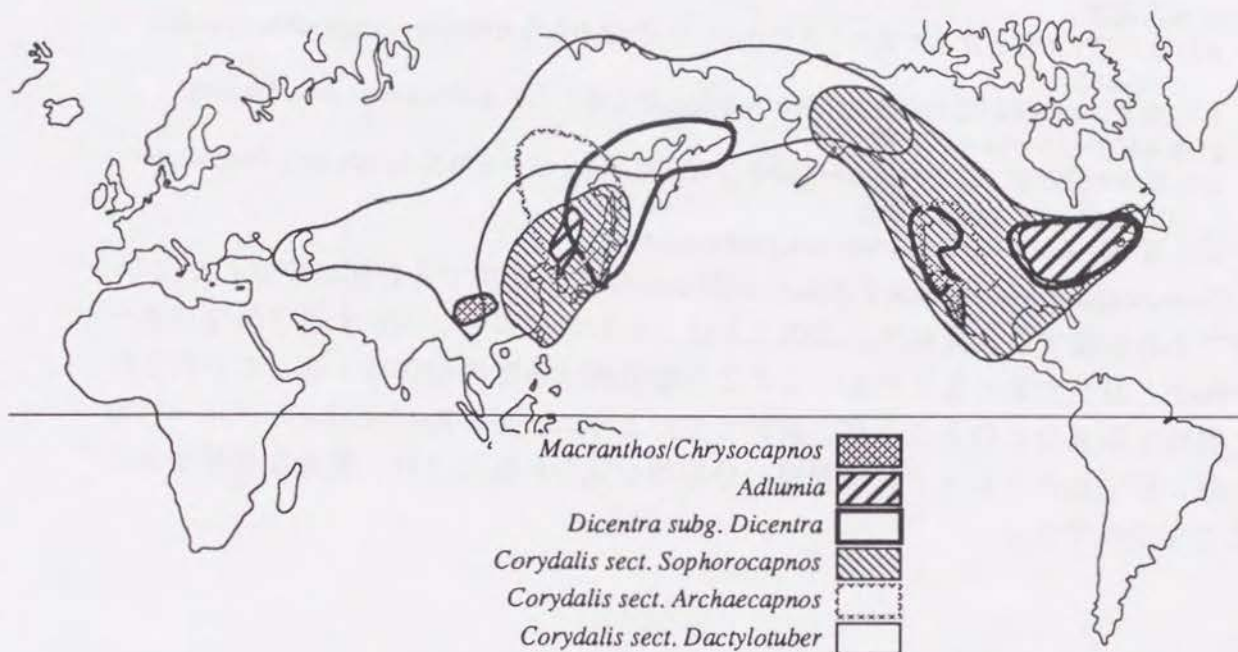 Macranthos/Chrysocapnos
Adlumia
Dicentra subg. Dicentra
Corydalis sect. Sophorocapnos
Corydalis sect. Archaecapnos
Corydalis sect. Dactylotuber